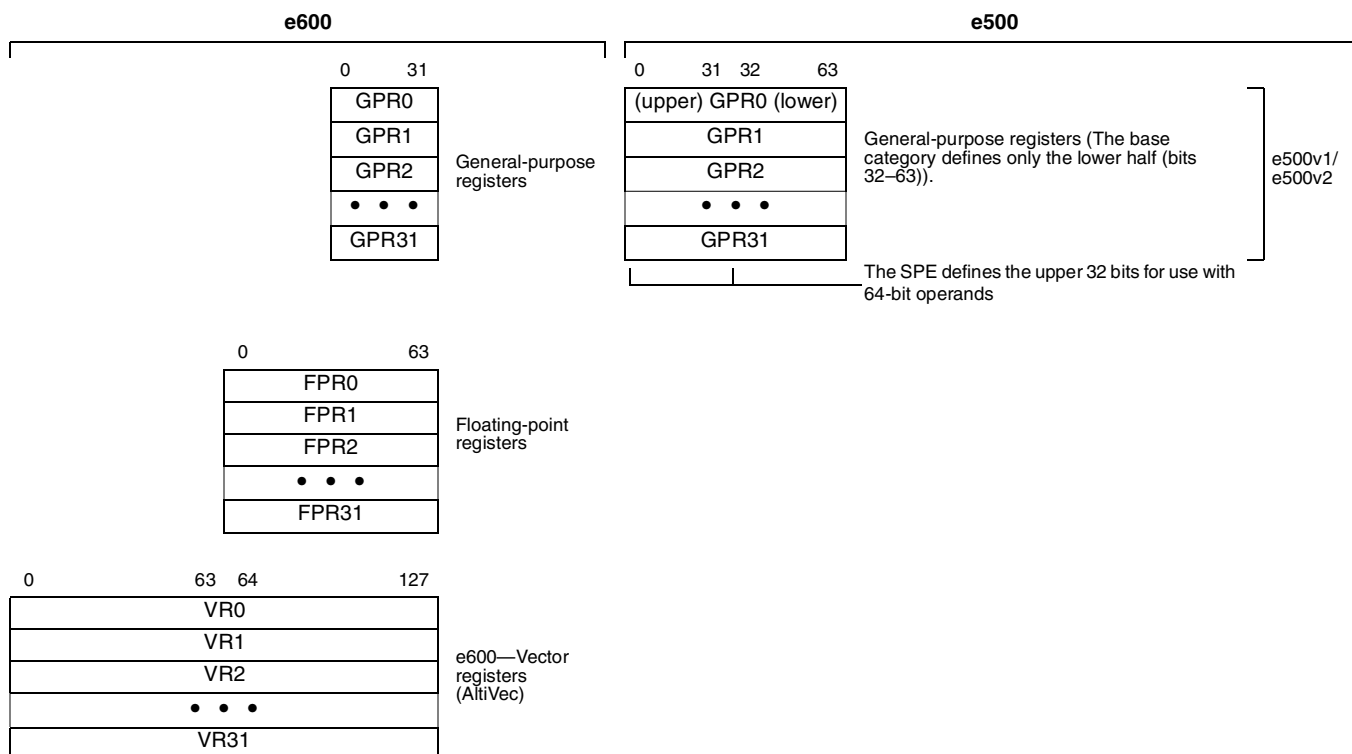 e600
e500
0 31
GPR0
GPR1
GPR2
• • •
GPR31
General-purpose
registers
0 31 32 63
(upper) GPR0 (lower)
GPR1
GPR2
• • •
GPR31
General-purpose registers (The base
category defines only the lower half (bits
32–63)).
e500v1/
e500v2
The SPE defines the upper 32 bits for use with
64-bit operands
0 63
FPR0
FPR1
FPR2
• • •
FPR31
Floating-point
registers
0 63 64 127
VR0
VR1
VR2
• • •
VR31
e600—Vector
registers
(AltiVec)